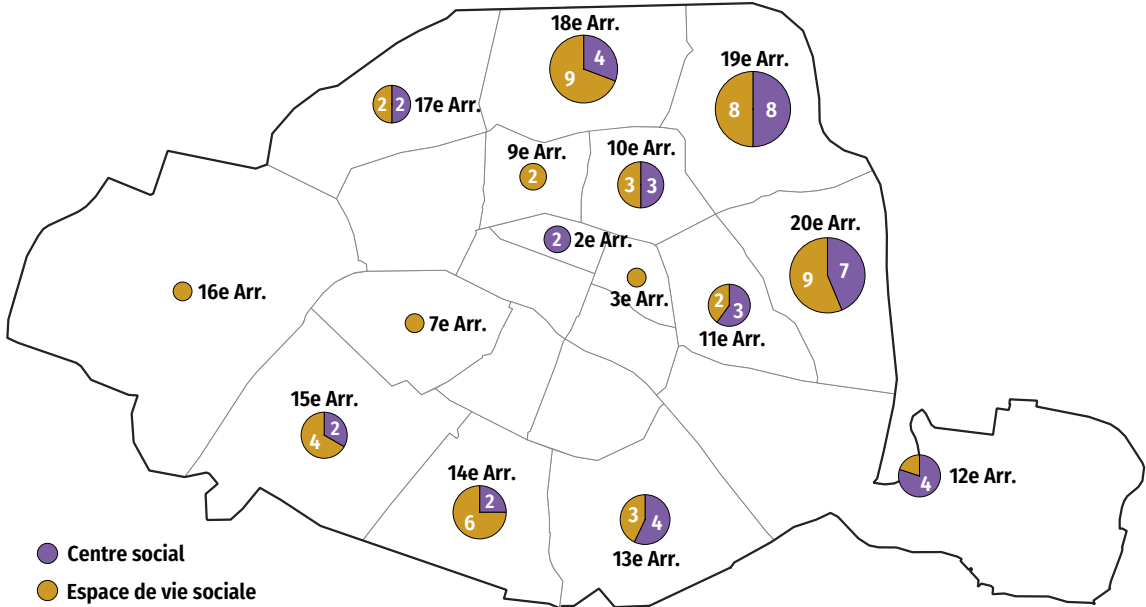 18e Arr.
4
9
19e Arr.
8 8
2 2 17e Arr.
9e Arr.
2
10e Arr.
3 3
2 2e Arr.
20e Arr.
9 7
3e Arr.
16e Arr.
7e Arr.
2 3
11e Arr.
15e Arr.
2
4
14e Arr.
2
6
3 4
13e Arr.
4 12e Arr.
Centre social
Espace de vie sociale